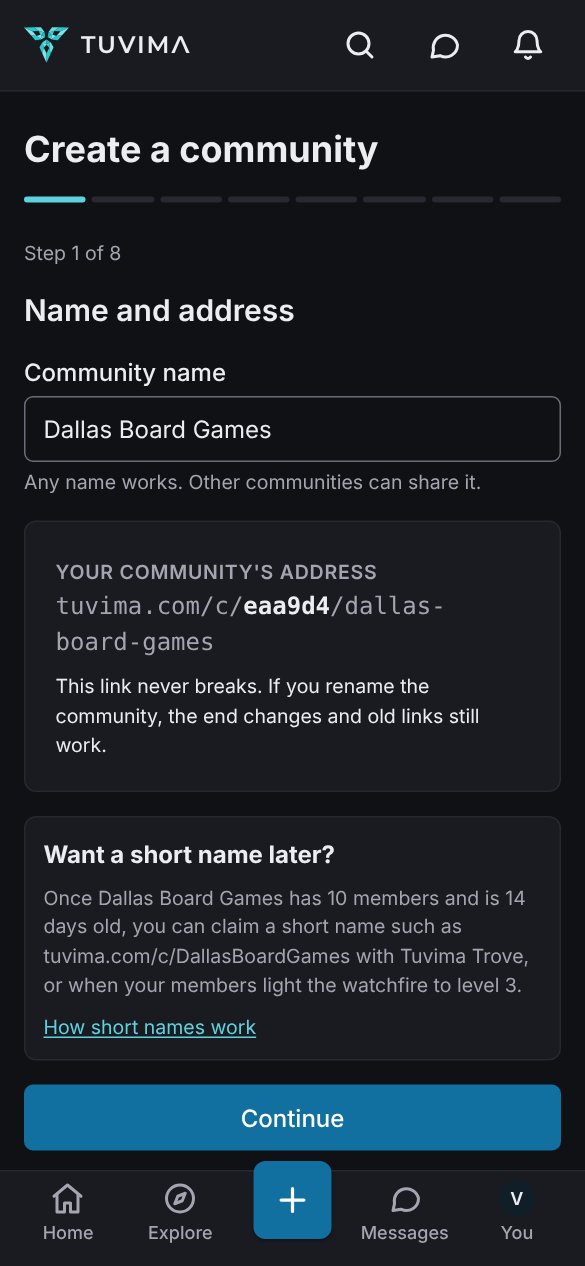 TUVIMA
Create a community
Step 1 of 8
Name and address
Community name
Dallas Board Games
Any name works. Other communities can share it.
YOUR COMMUNITY'S ADDRESS
tuvima.com/c/eaa9d4/dallas-
board-games
This link never breaks. If you rename the
community, the end changes and old links still
work.
Want a short name later?
Once Dallas Board Games has 10 members and is 14
days old, you can claim a short name such as
tuvima.com/c/DallasBoardGames with Tuvima Trove,
or when your members light the watchfire to level 3.
How short names work
Continue
Home
Explore
Messages
V
You